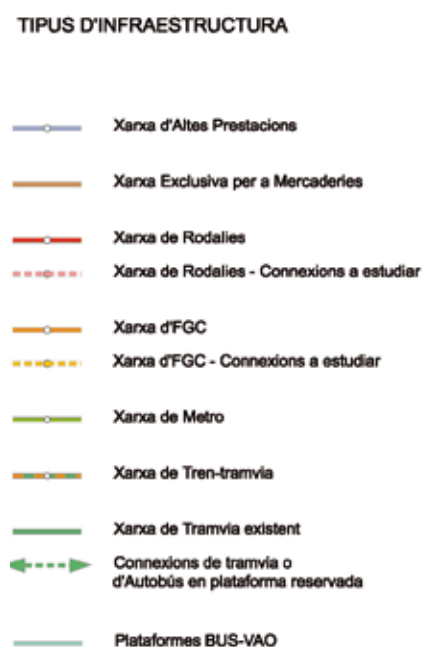 TIPUS D'INFRAESTRUCTURA
Xarxa d'Altes Prestacions
Xarxa Exclusiva per a Mercaderies
Xarxa de Rodalies
Xarxa de Rodalies - Connexions a estudiar
Xarxa d'FGC
Xarxa d'FGC - Connexions a estudiar
Xarxa de Metro
Xarxa de Tren-tramvia
Xarxa de Tramvia existent
Connexions de tramvia o
d'Autobús en plataforma reservada
Plataformes BUS-VAO